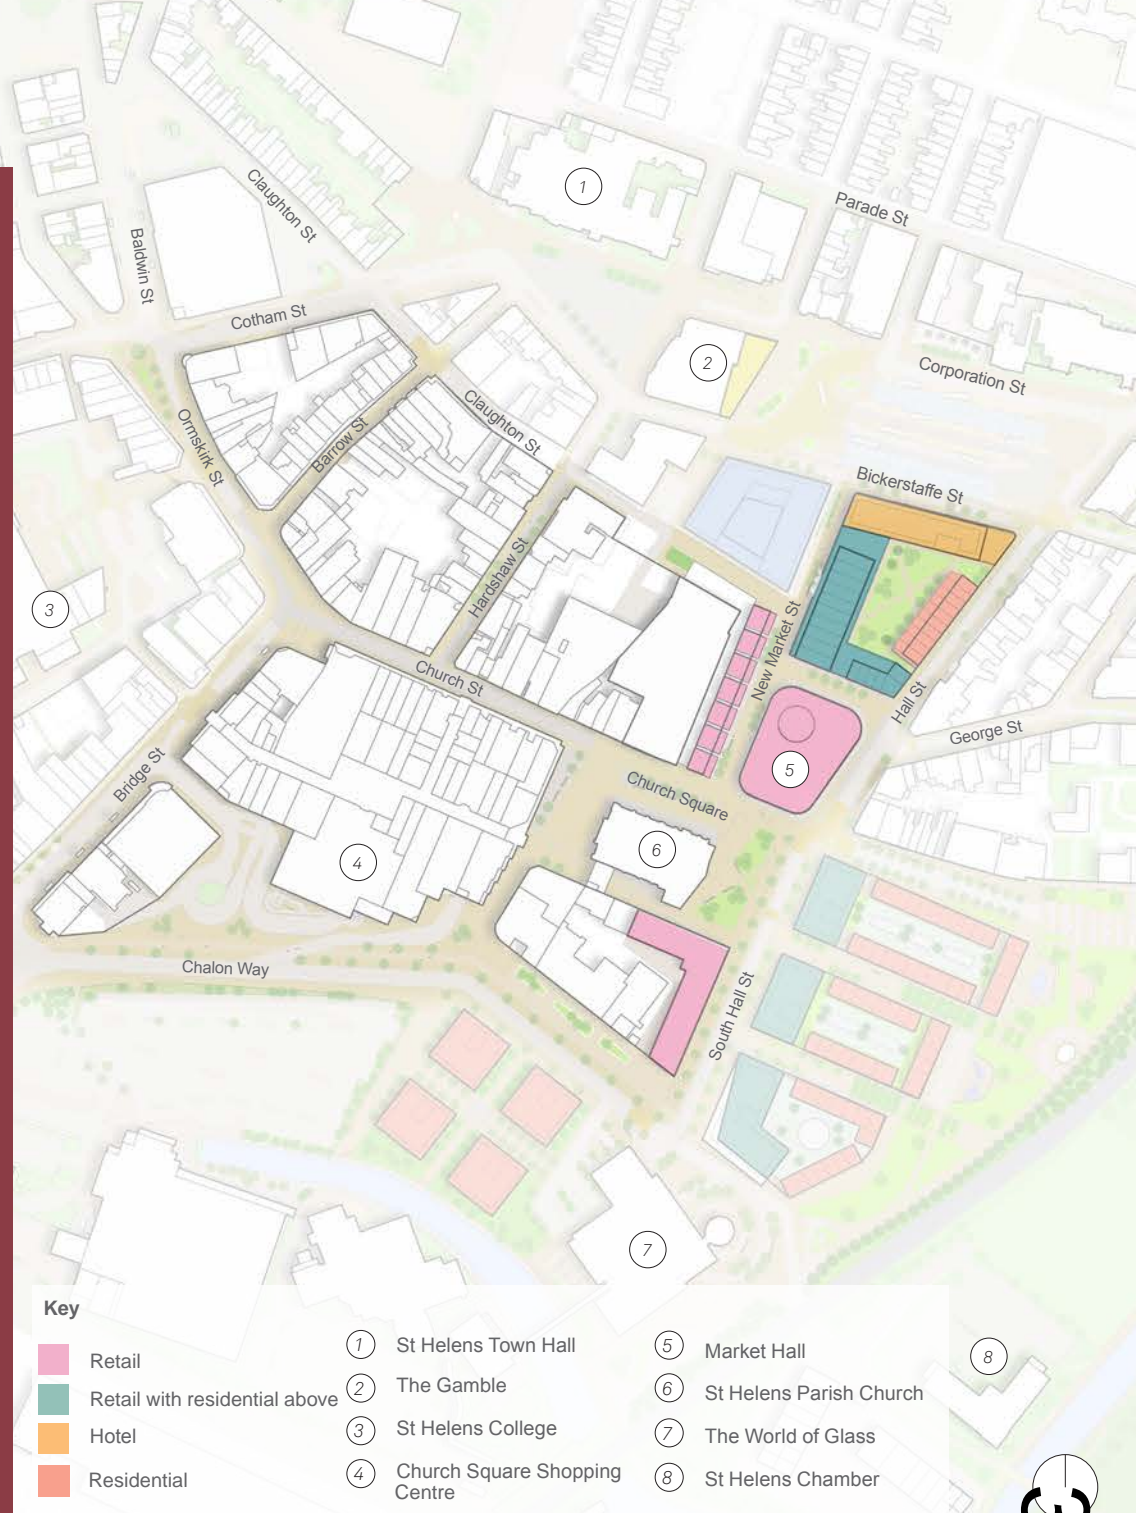 1
Parade St
Claughton St
Baldwin St
Cotham St
2
Corporation St
Claughton St
Ormskirk St
Barrow St
Bickerstaffe St
Hardshaw St
3
New Market St
Church St
Hall St
George St
Bridge St
5
Church Square
6
4
Chalon Way
South Hall St
7
Key
Retail
Retail with residential above
Hotel
Residential
1 St Helens Town Hall
2 The Gamble
3 St Helens College
4 Church Square Shopping
Centre
5 Market Hall
6 St Helens Parish Church
7 The World of Glass
8 St Helens Chamber
8